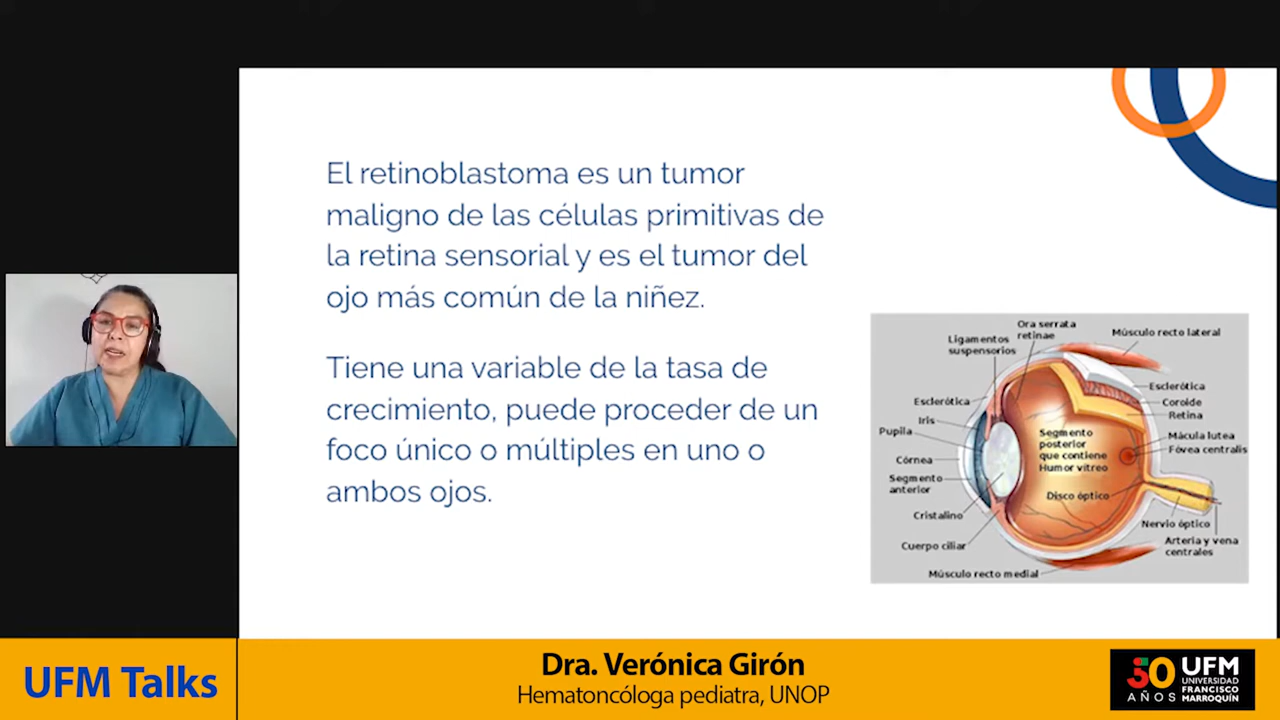 El retinoblastoma es un tumor
maligno de las células primitivas de
la retina sensorial y es el tumor del
ojo más común de la niñez.
Tiene una variable de la tasa de
crecimiento, puede proceder de un
foco único o múltiples en uno o
ambos ojos.
Ora serrata
retinae
Músculo recto lateral
Ligamentos
suspensorios
Esclerótica
Coroide
Retina
Esclerótica
Iris
Pupila
Segmento
posterior
que contiene
Humor vítreo
Mácula lutea
Fóvea centralis
Córnea
Segmento
anterior
Disco óptico
Cristalino
Nervio óptico
Cuerpo ciliar
Arteria y vena
centrales
Músculo recto medial
UFM Talks
Dra. Verónica Girón
Hematoncóloga pediatra, UNOP
50
AÑOS
UFM
UNIVERSIDAD
FRANCISCO
MARROQUÍN